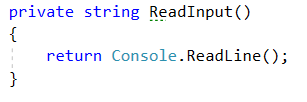 private string ReadInput()
{
    return Console.ReadLine();
}